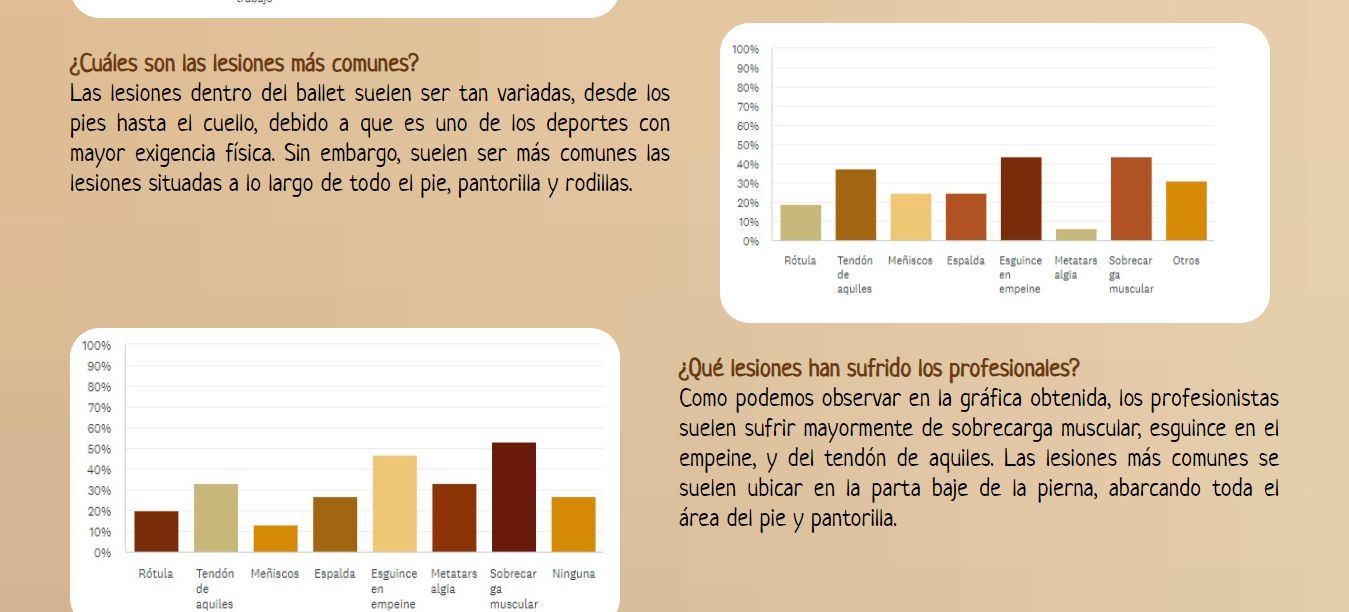 trabajo
¿Cuáles son las lesiones más comunes?
Las lesiones dentro del ballet suelen ser tan variadas, desde los
pies hasta el cuello, debido a que es uno de los deportes con
mayor exigencia física. Sin embargo, suelen ser más comunes las
lesiones situadas a lo largo de todo el pie, pantorilla y rodillas.
100%
90%
80%
70%
60%
50%
40%
30%
20%
10%
0%
Rótula
Tendón
de
aquiles
Meñiscos
Espalda
Esguince
en
empeine
Metatars
algia
Sobrecar
ga
muscular
Otros
100%
90%
80%
70%
60%
50%
40%
30%
20%
10%
0%
Rótula
Tendón
de
aquiles
Meñiscos
Espalda
Esguince
en
empeine
Metatars
algia
Sobrecar
ga
muscular
Ninguna
¿Qué lesiones han sufrido los profesionales?
Como podemos observar en la gráfica obtenida, los profesionistas
suelen sufrir mayormente de sobrecarga muscular, esguince en el
empeine, y del tendón de aquiles. Las lesiones más comunes se
suelen ubicar en la parta baje de la pierna, abarcando toda el
área del pie y pantorilla.